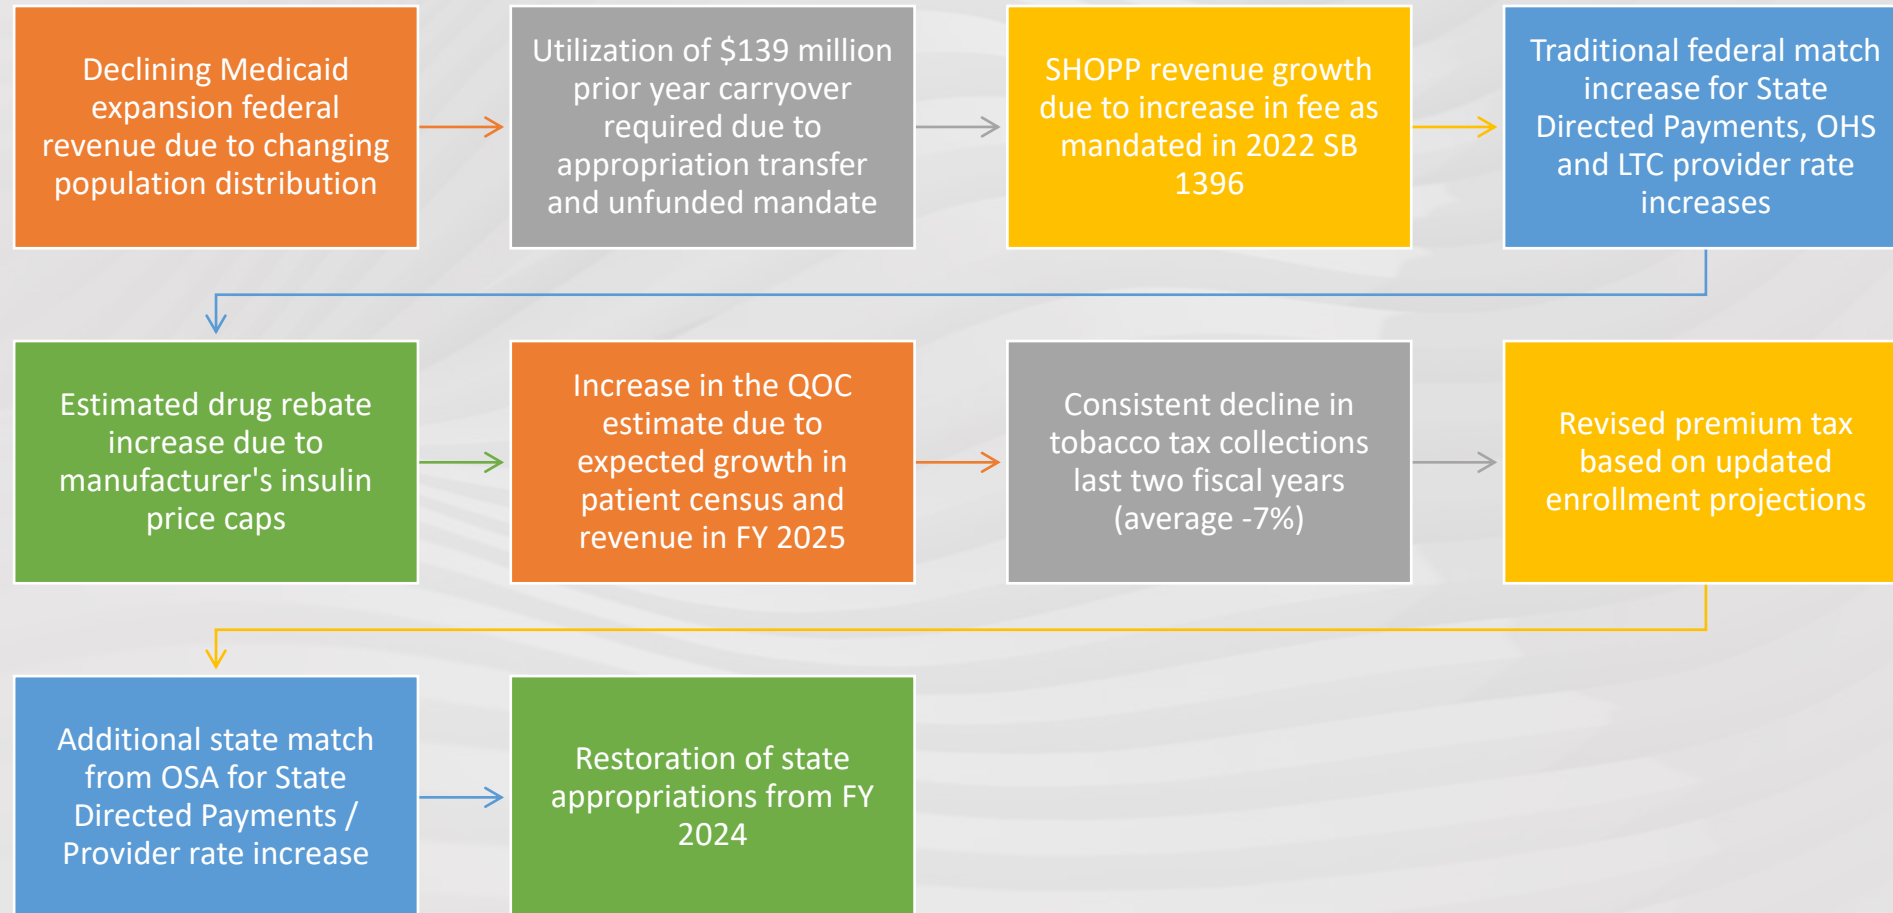 Declining Medicaid
expansion federal
revenue due to changing
population distribution
Utilization of $139 million
prior year carryover
required due to
appropriation transfer
and unfunded mandate
SHOPP revenue growth
due to increase in fee as
mandated in 2022 SB
1396
Traditional federal match
increase for State
Directed Payments, OHS
and LTC provider rate
increases
Estimated drug rebate
increase due to
manufacturer's insulin
price caps
Increase in the QOC
estimate due to
expected growth in
patient census and
revenue in FY 2025
Consistent decline in
tobacco tax collections
last two fiscal years
(average -7%)
Revised premium tax
based on updated
enrollment projections
Additional state match
from OSA for State
Directed Payments /
Provider rate increase
Restoration of state
appropriations from FY
2024